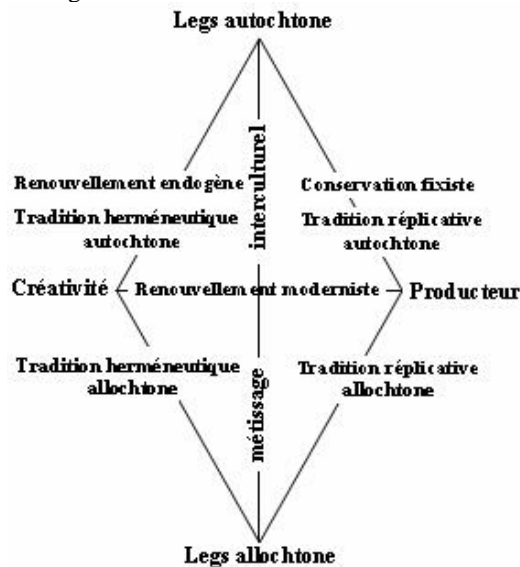 Legs autochtone
interculturel
Renouvellement endogène
Conservation fixiste
Tradition herméneutique
autochtone
Tradition réplicative
autochtone
Créativité
Renouvellement moderniste
Producteur
Tradition herméneutique
allochtone
Tradition réplicative
allochtone
métissage
Legs allochtone